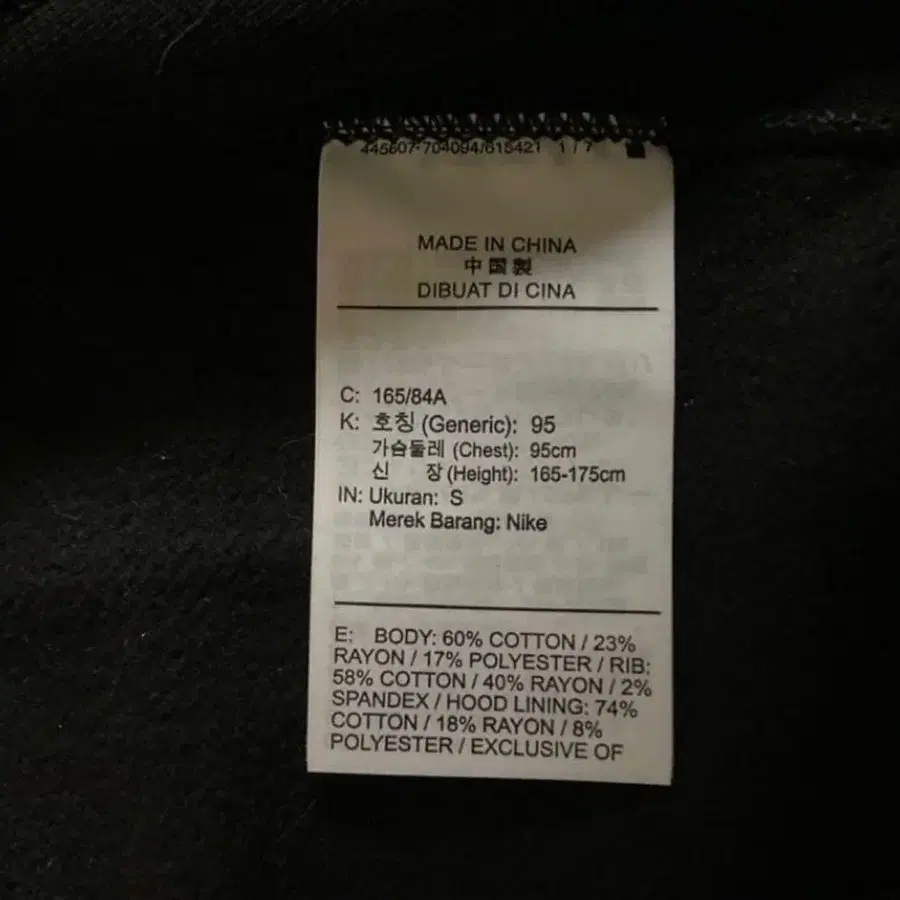 445607-704094/615421 1 / 7
MADE IN CHINA
中国製
DIBUAT DI CINA
C: 165/84A
K: 호칭 (Generic): 95
가슴둘레 (Chest): 95cm
신 장 (Height): 165-175cm
IN: Ukuran: S
Merek Barang: Nike
E: BODY: 60% COTTON / 23%
RAYON / 17% POLYESTER / RIB:
58% COTTON / 40% RAYON / 2%
SPANDEX / HOOD LINING: 74%
COTTON / 18% RAYON / 8%
POLYESTER / EXCLUSIVE OF